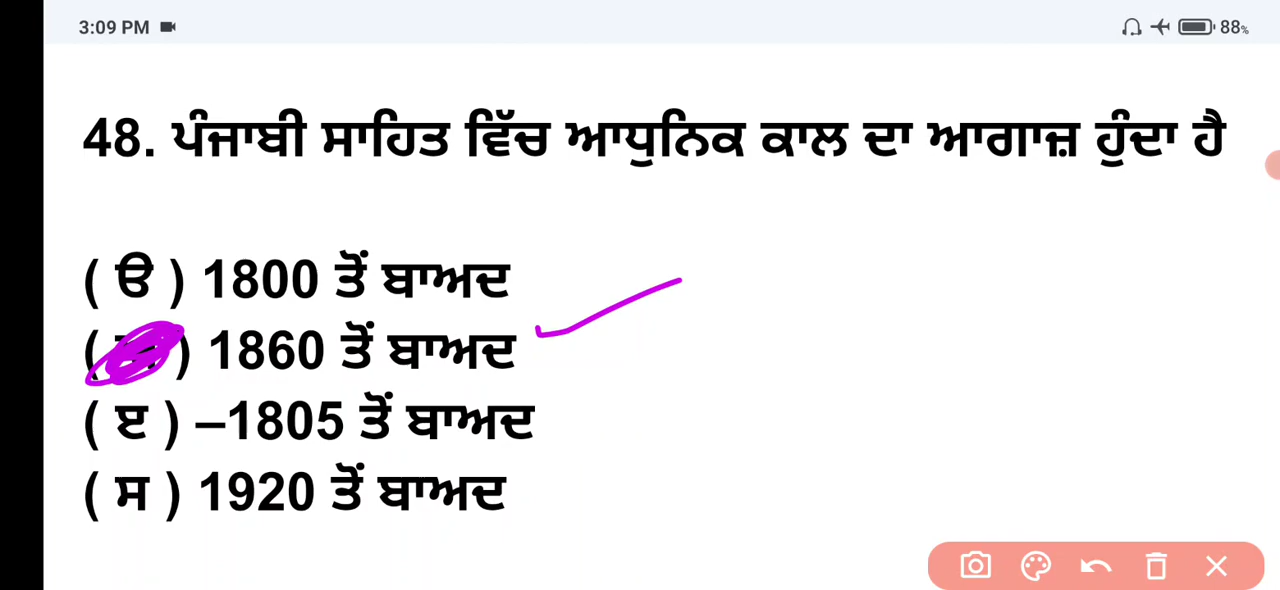 3:09 PM
88%
48. ਪੰਜਾਬੀ ਸਾਹਿਤ ਵਿੱਚ ਆਧੁਨਿਕ ਕਾਲ ਦਾ ਆਗਾਜ਼ ਹੁੰਦਾ ਹੈ
( ੳ ) 1800 ਤੋਂ ਬਾਅਦ
( ) 1860 ਤੋਂ ਬਾਅਦ
( ੲ ) –1805 ਤੋਂ ਬਾਅਦ
( ਸ ) 1920 ਤੋਂ ਬਾਅਦ